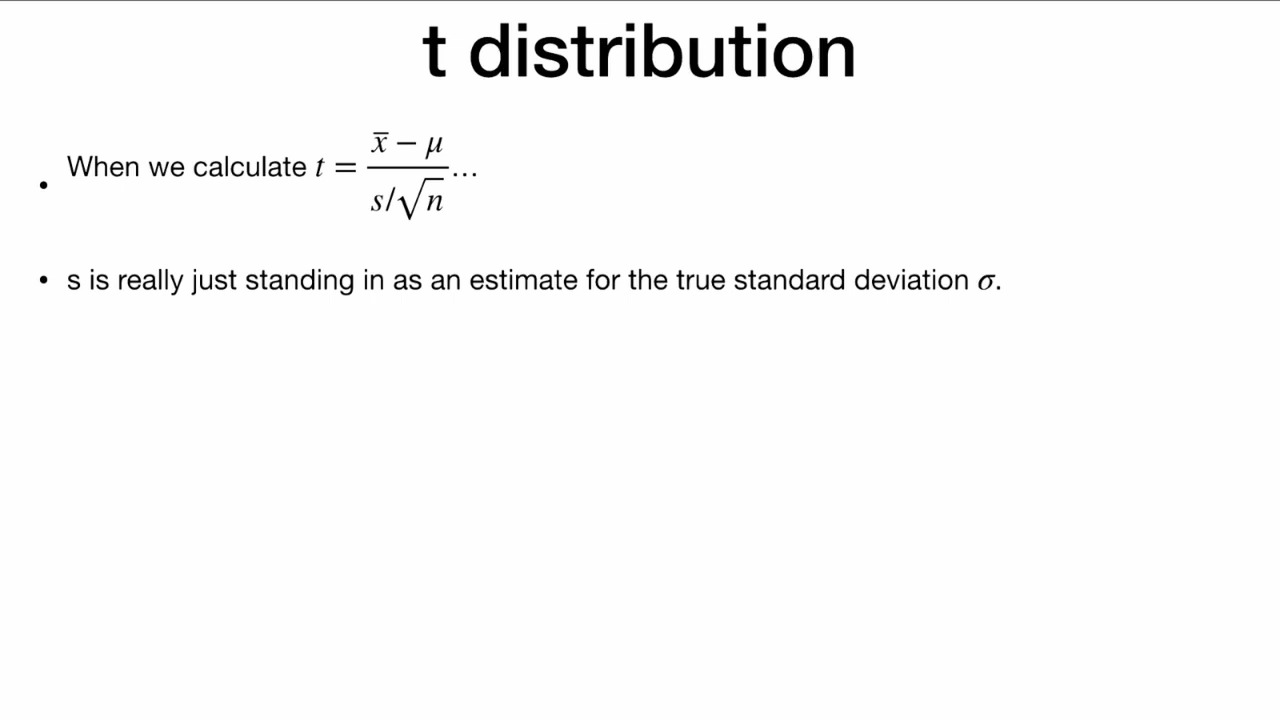 t distribution
• When we calculate t = (x̄ − μ) / (s/√n) …
• s is really just standing in as an estimate for the true standard deviation σ.